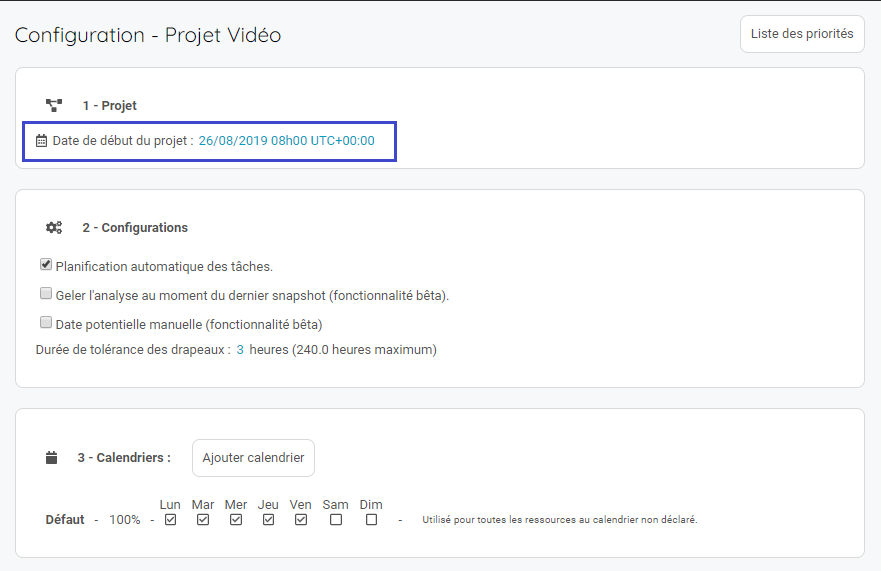 Configuration - Projet Vidéo
Liste des priorités
1 - Projet
Date de début du projet : 26/08/2019 08h00 UTC+00:00
2 - Configurations
Planification automatique des tâches.
Geler l'analyse au moment du dernier snapshot (fonctionnalité bêta).
Date potentielle manuelle (fonctionnalité bêta)
Durée de tolérance des drapeaux : 3 heures (240.0 heures maximum)
3 - Calendriers :
Ajouter calendrier
Lun Mar Mer Jeu Ven Sam Dim
Défaut - 100% - - Utilisé pour toutes les ressources au calendrier non déclaré.